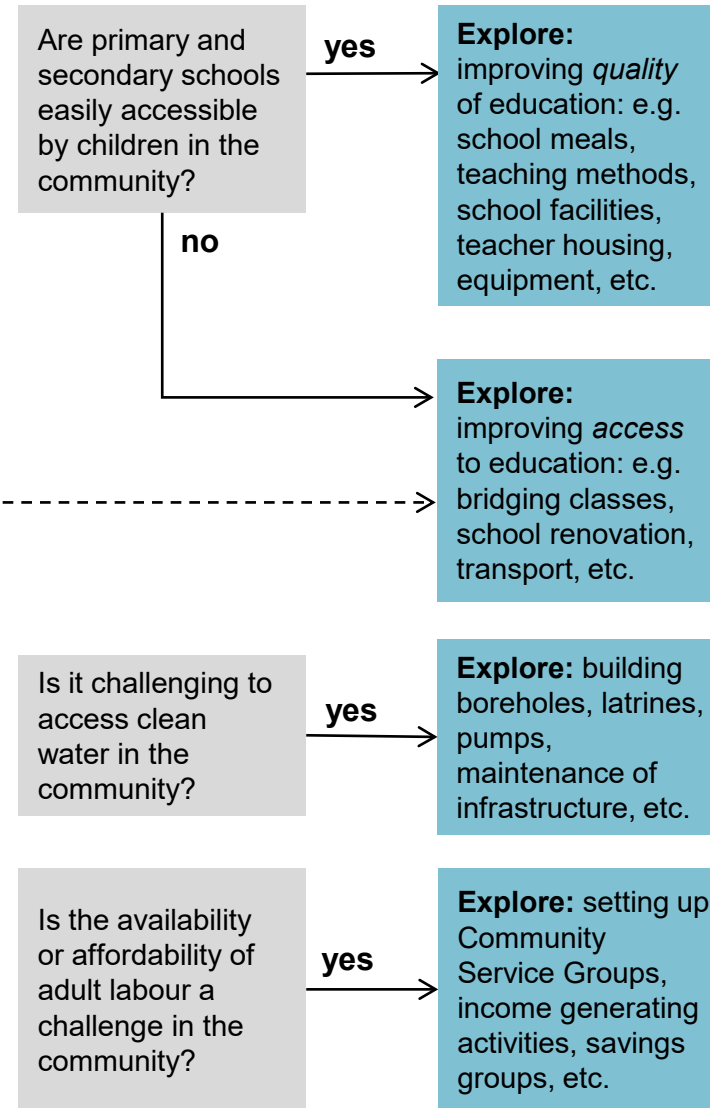 Are primary and
secondary schools
easily accessible
by children in the
community?
yes
Explore:
improving quality
of education: e.g.
school meals,
teaching methods,
school facilities,
teacher housing,
equipment, etc.
no
Explore:
improving access
to education: e.g.
bridging classes,
school renovation,
transport, etc.
Is it challenging to
access clean
water in the
community?
yes
Explore: building
boreholes, latrines,
pumps,
maintenance of
infrastructure, etc.
Is the availability
or affordability of
adult labour a
challenge in the
community?
yes
Explore: setting up
Community
Service Groups,
income generating
activities, savings
groups, etc.